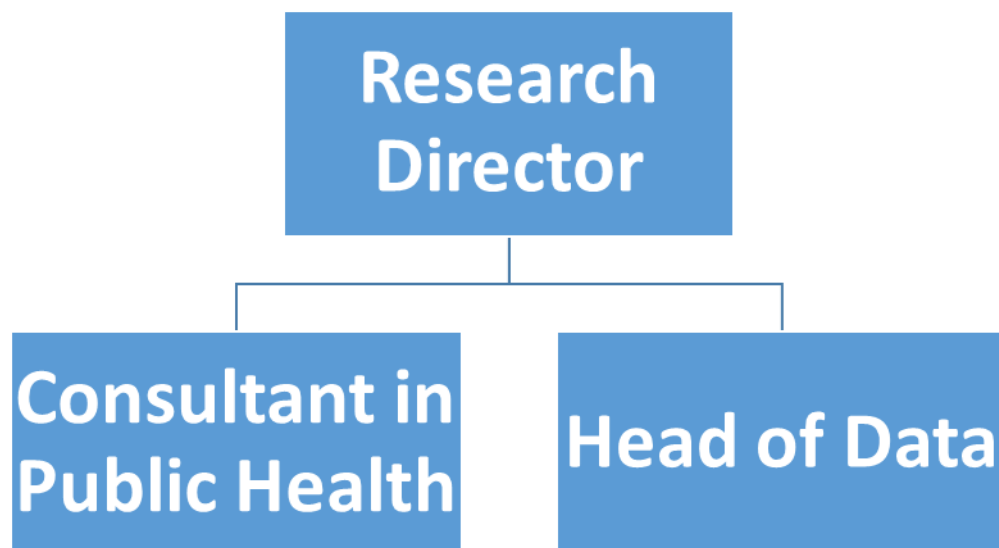 Research
Director
Consultant in
Public Health
Head of Data